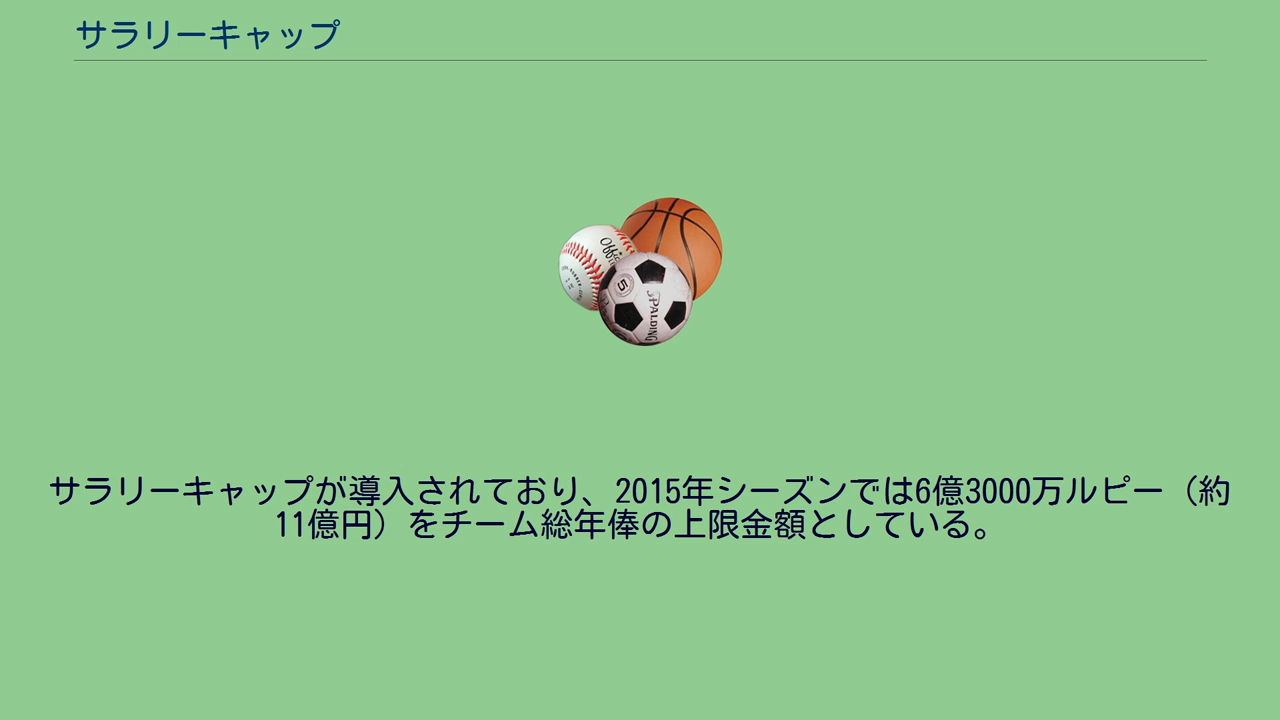 サラリーキャップ
Offic
5
SPALDING
サラリーキャップが導入されており、2015年シーズンでは6億3000万ルピー（約
11億円）をチーム総年俸の上限金額としている。